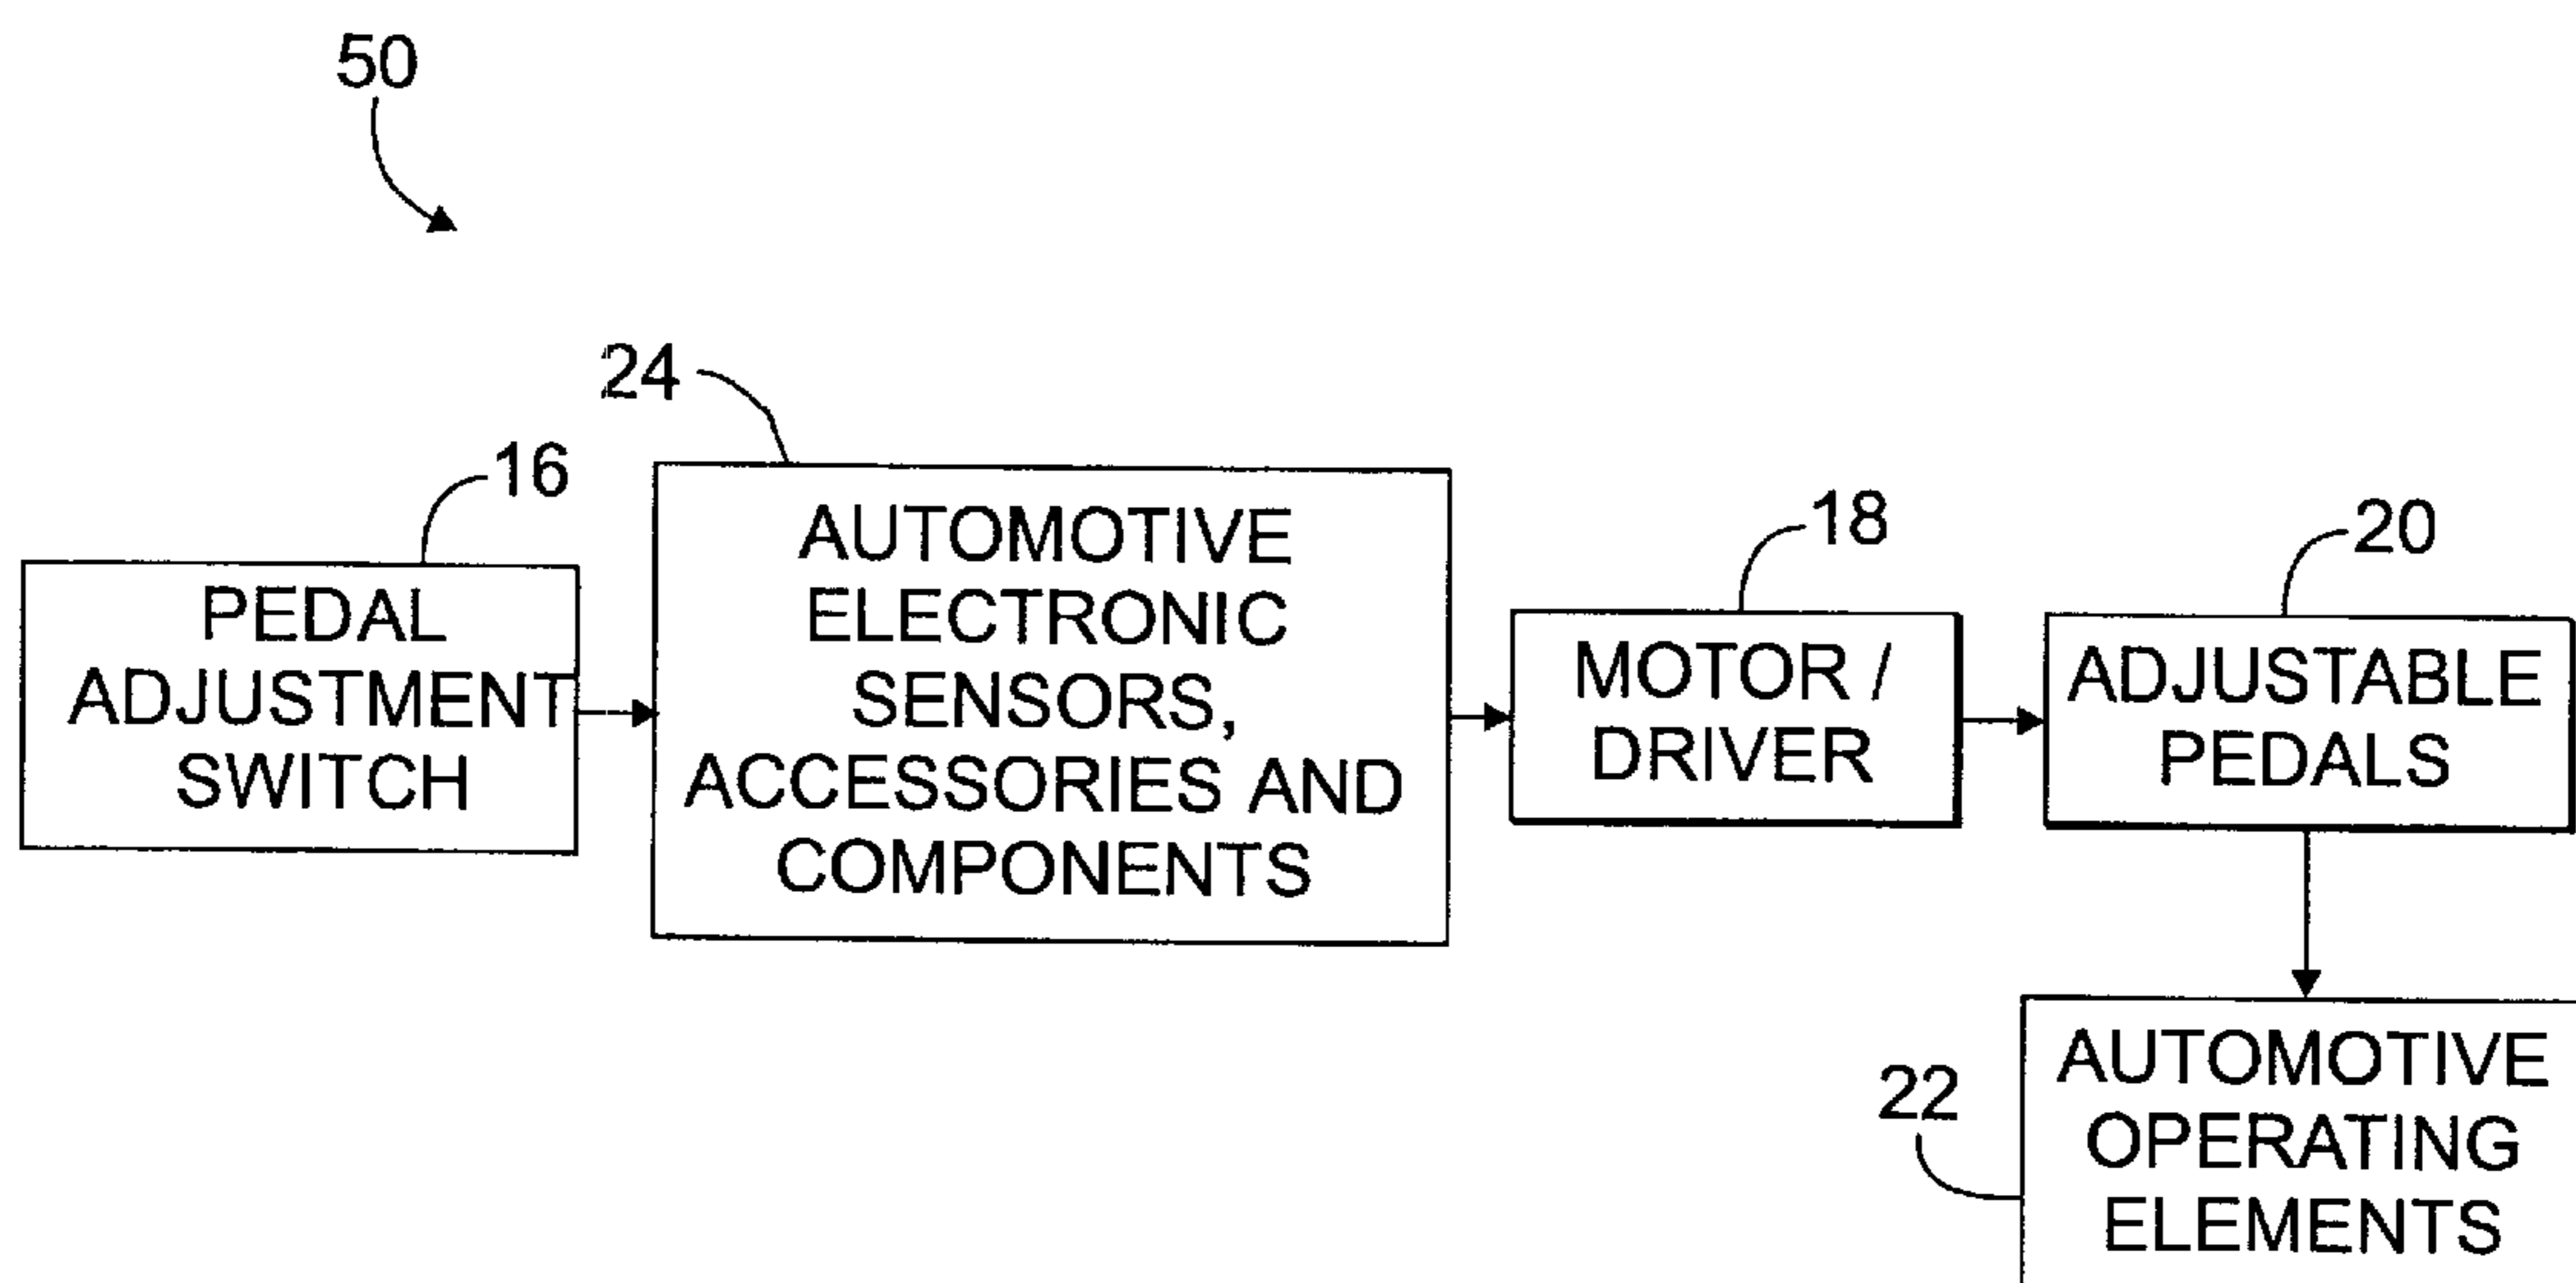 50
24
16
PEDAL
ADJUSTMENT
SWITCH
AUTOMOTIVE
ELECTRONIC
SENSORS,
ACCESSORIES AND
COMPONENTS
18
MOTOR /
DRIVER
20
ADJUSTABLE
PEDALS
22
AUTOMOTIVE
OPERATING
ELEMENTS